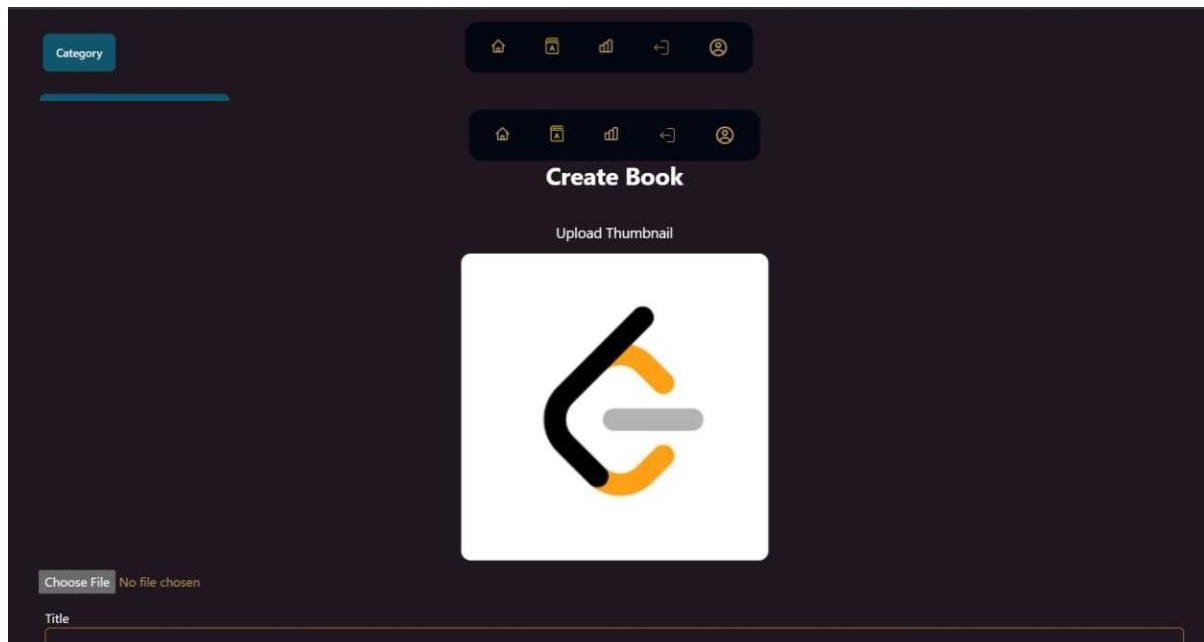 Category
Create Book
Upload Thumbnail
Choose File No file chosen
Title